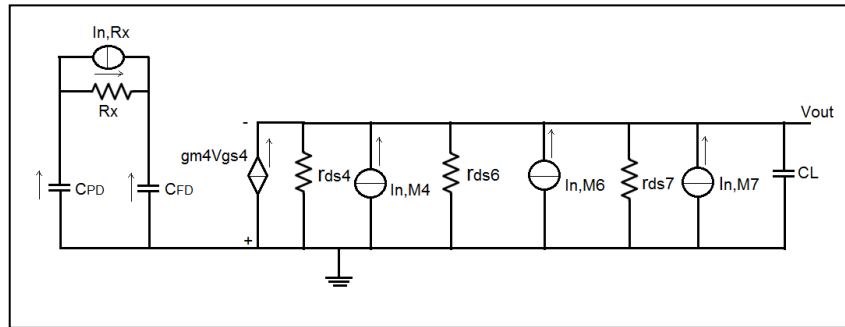 In,Rx
Rx
CPD
CFD
-
gm4Vgs4
+
rds4
In,M4
rds6
In,M6
rds7
In,M7
CL
Vout